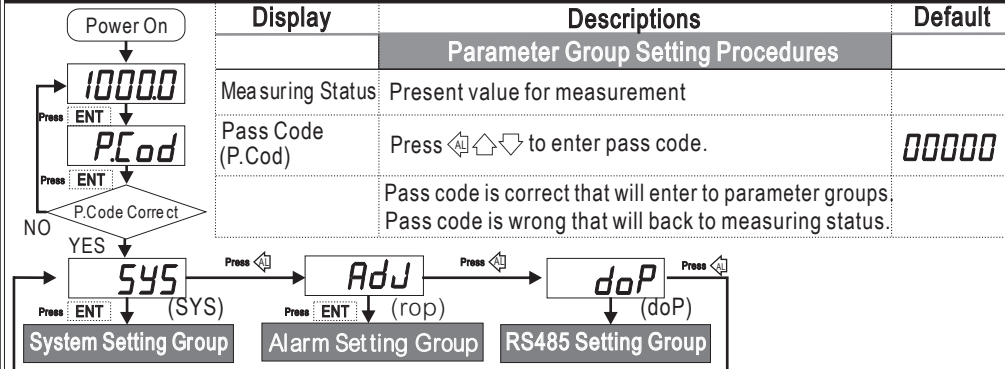 Power On
Display Descriptions Default
Parameter Group Setting Procedures
1000.0
Measuring Status Present value for measurement
Press ENT
P.Cod
Pass Code
(P.Cod)
Press AL to enter pass code.
00000
Press ENT
P.Code Correct
Pass code is correct that will enter to parameter groups.
Pass code is wrong that will back to measuring status.
NO
YES
SYS
Press AL
AdJ
Press AL
doP
Press AL
Press ENT (SYS)
Press ENT (rop)
(doP)
System Setting Group
Alarm Setting Group
RS485 Setting Group